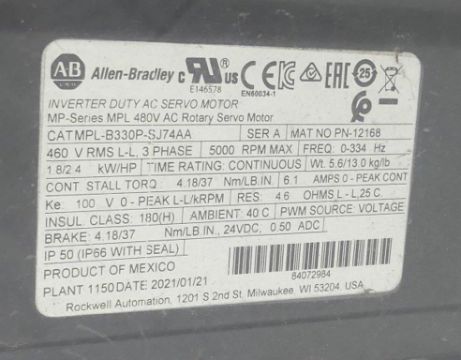 AB Allen-Bradley c RU us CE EAC 25
E146578 EN60034-1
INVERTER DUTY AC SERVO MOTOR
MP-Series MPL 480V AC Rotary Servo Motor
CAT MPL-B330P-SJ74AA SER A MAT NO PN-12168
460 V RMS L-L, 3 PHASE 5000 RPM MAX FREQ: 0-334 Hz
1.8/2.4 kW/HP TIME RATING: CONTINUOUS Wt. 5.6/13.0 kg/lb
CONT. STALL TORQ. 4.18/37 Nm/LB.IN. 6.1 AMPS 0-PEAK CONT
Ke: 100 V 0-PEAK L-L/kRPM RES: 4.6 OHMS L-L, 25 C.
INSUL CLASS: 180(H) AMBIENT: 40 C PWM SOURCE: VOLTAGE
BRAKE: 4.18/37 Nm/LB IN., 24VDC, 0.50 ADC
IP 50 (IP66 WITH SEAL)
PRODUCT OF MEXICO
84072984
PLANT 1150 DATE: 2021/01/21
Rockwell Automation, 1201 S 2nd St, Milwaukee, WI 53204, USA